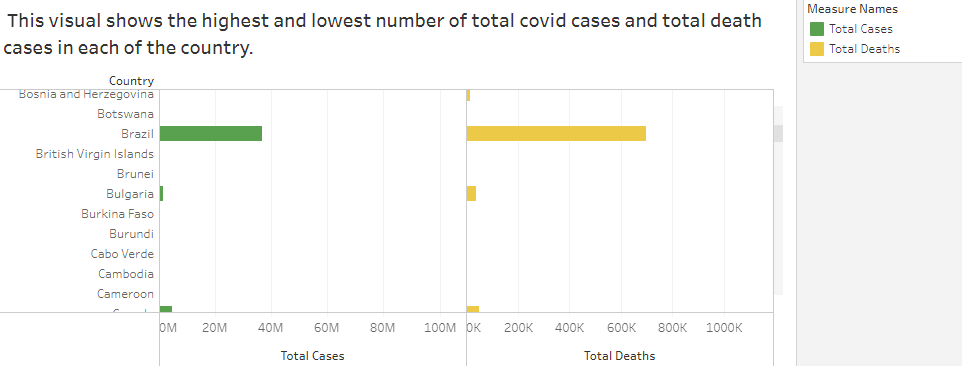 This visual shows the highest and lowest number of total covid cases and total death
cases in each of the country.
Measure Names
Total Cases
Total Deaths
Country
Bosnia and Herzegovina
Botswana
Brazil
British Virgin Islands
Brunei
Bulgaria
Burkina Faso
Burundi
Cabo Verde
Cambodia
Cameroon
0M 20M 40M 60M 80M 100M 0K 200K 400K 600K 800K 1000K
Total Cases Total Deaths